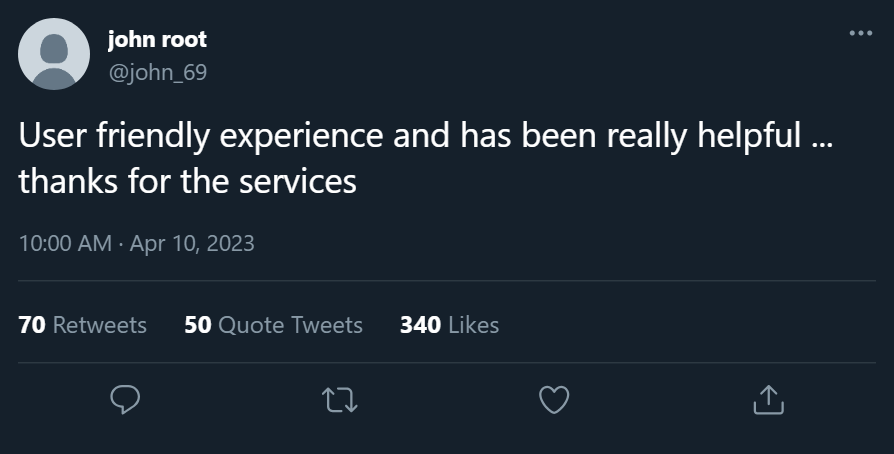 john root
@john_69
User friendly experience and has been really helpful ...
thanks for the services
10:00 AM · Apr 10, 2023
70 Retweets 50 Quote Tweets 340 Likes